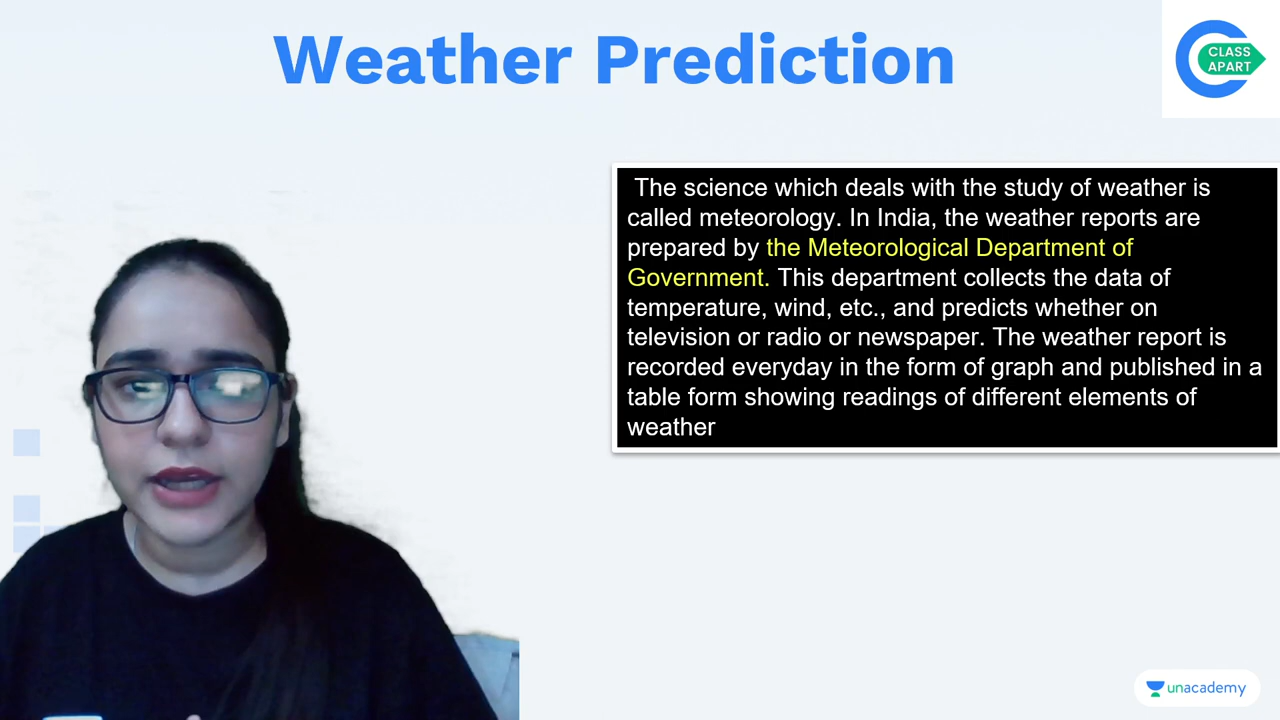 Weather Prediction
CLASS
APART
The science which deals with the study of weather is
called meteorology. In India, the weather reports are
prepared by the Meteorological Department of
Government. This department collects the data of
temperature, wind, etc., and predicts whether on
television or radio or newspaper. The weather report is
recorded everyday in the form of graph and published in a
table form showing readings of different elements of
weather
unacademy